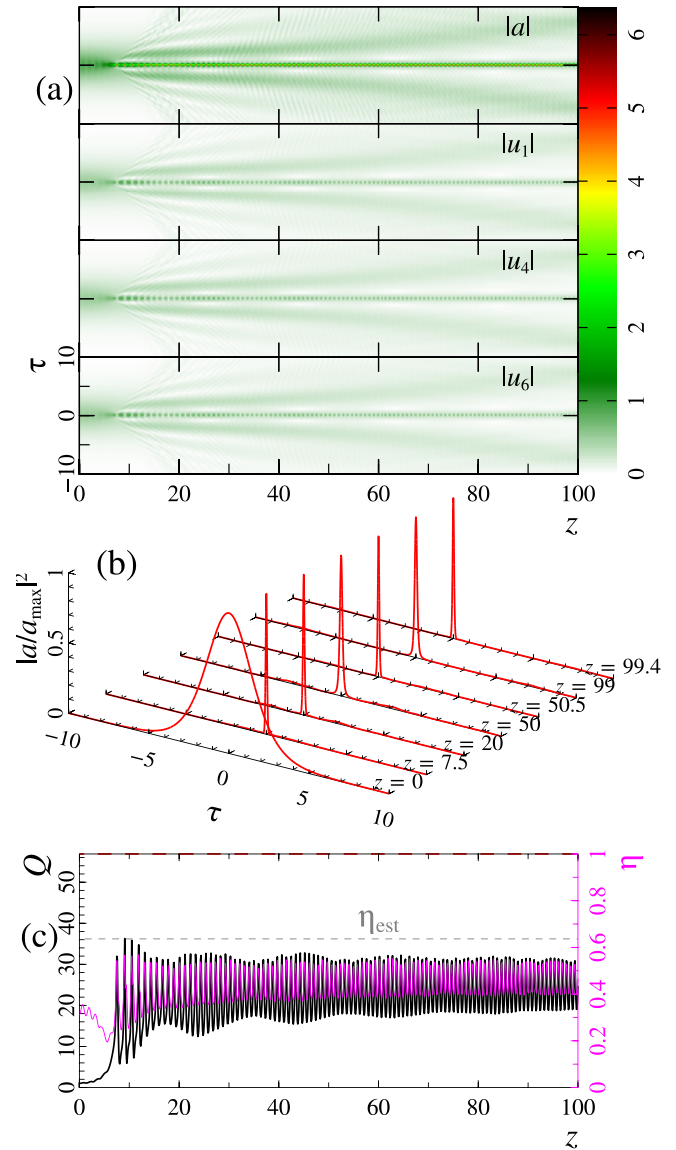 (a)
|a|
|u₁|
|u₄|
|u₆|
6
5
4
3
2
1
0
τ
10
0
−10
0 20 40 60 80 100
z
(b)
|a/a_max|²
1
0.5
0
−10 −5 0 5 10
τ
z = 99.4
z = 99
z = 50.5
z = 50
z = 20
z = 7.5
z = 0
(c)
Q
50
40
30
20
10
0
η_est
η
1
0.8
0.6
0.4
0.2
0
0 20 40 60 80 100
z